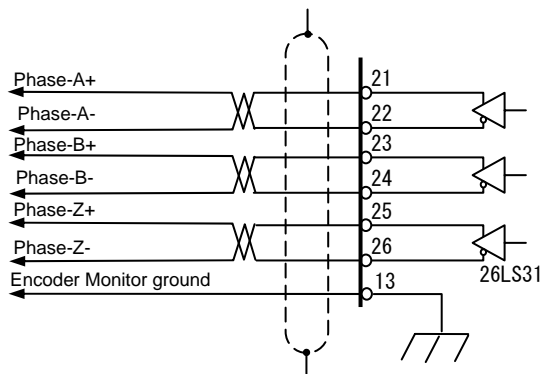 Phase-A+
21
Phase-A-
22
Phase-B+
23
Phase-B-
24
Phase-Z+
25
Phase-Z-
26
26LS31
Encoder Monitor ground
13